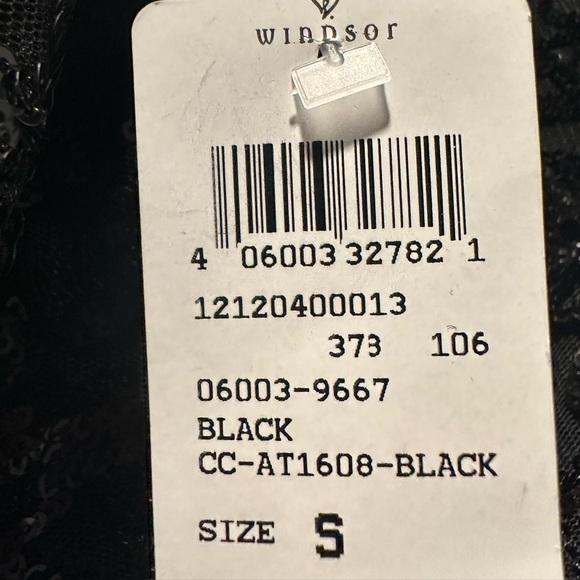 WINDSOR
4 06003 32782 1
12120400013
373 106
06003-9667
BLACK
CC-AT1608-BLACK
SIZE S